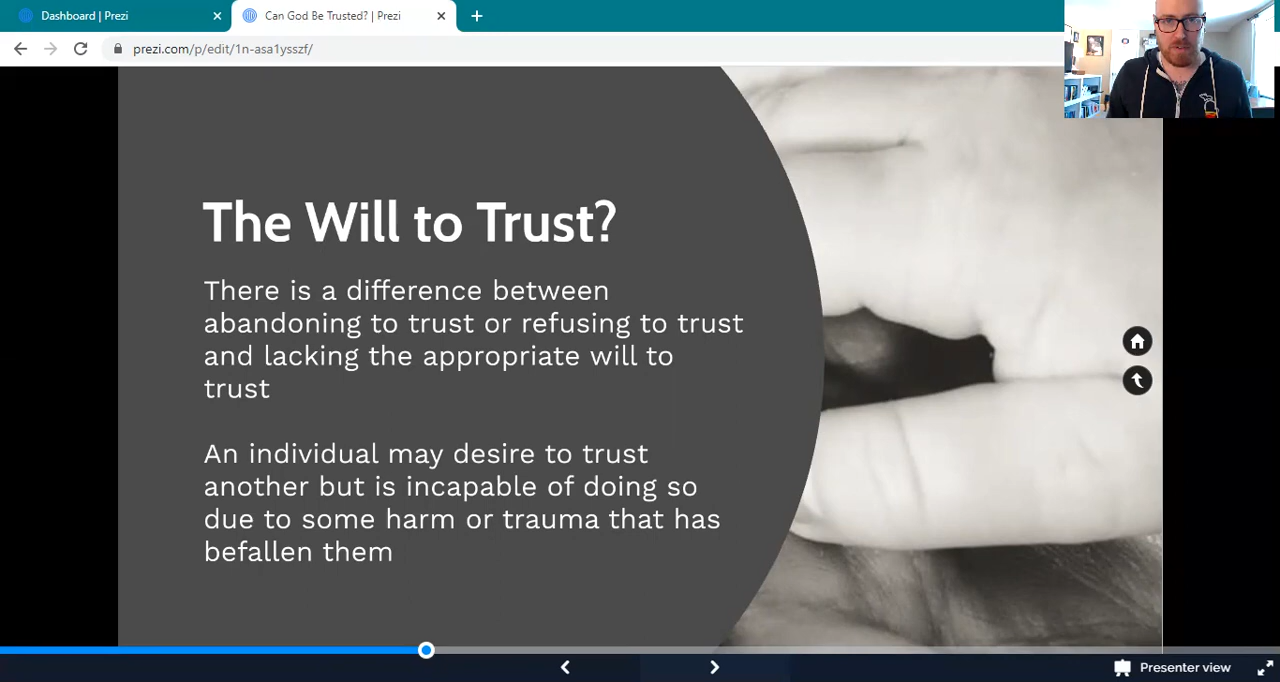 Dashboard | Prezi
Can God Be Trusted? | Prezi
prezi.com/p/edit/1n-asa1ysszf/
The Will to Trust?
There is a difference between
abandoning to trust or refusing to trust
and lacking the appropriate will to
trust
An individual may desire to trust
another but is incapable of doing so
due to some harm or trauma that has
befallen them
Presenter view